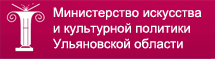 Министерство искусства
и культурной политики
Ульяновской области